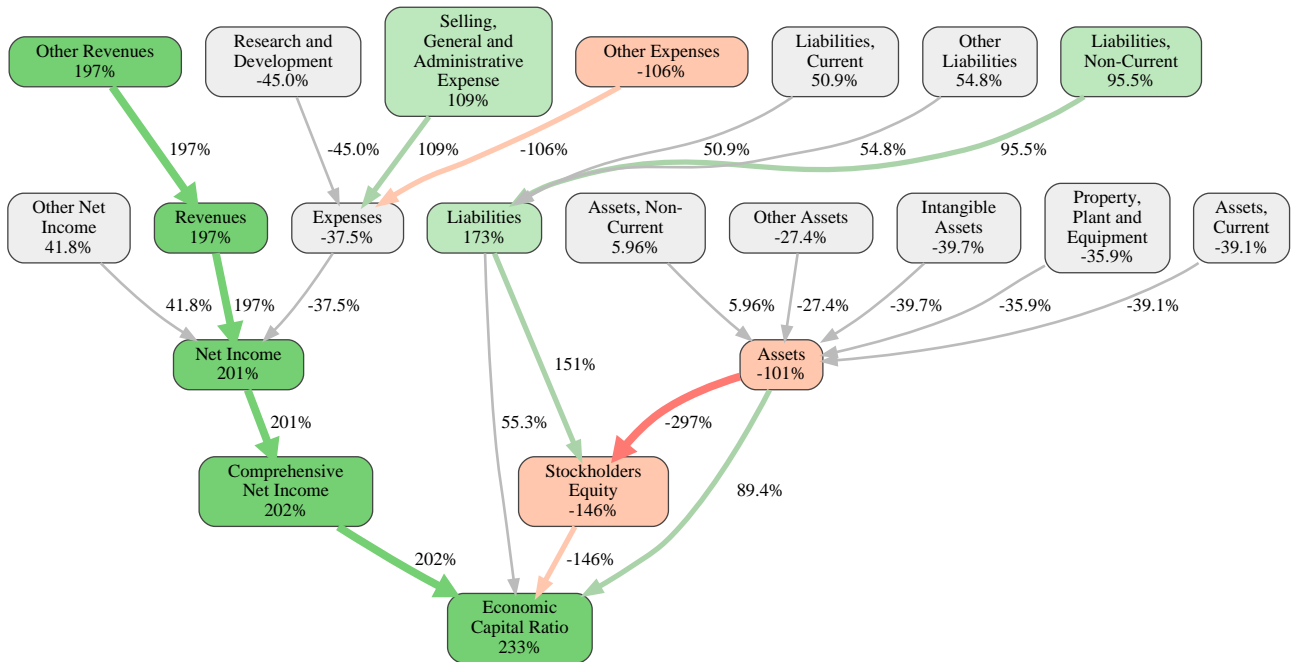 Other Revenues
197%
Research and
Development
-45.0%
Selling,
General and
Administrative
Expense
109%
Other Expenses
-106%
Liabilities,
Current
50.9%
Other
Liabilities
54.8%
Liabilities,
Non-Current
95.5%
197%
-45.0%
109%
-106%
50.9%
54.8%
95.5%
Other Net
Income
41.8%
Revenues
197%
Expenses
-37.5%
Liabilities
173%
Assets, Non-
Current
5.96%
Other Assets
-27.4%
Intangible
Assets
-39.7%
Property,
Plant and
Equipment
-35.9%
Assets,
Current
-39.1%
41.8%
197%
-37.5%
5.96%
-27.4%
-39.7%
-35.9%
-39.1%
Net Income
201%
151%
Assets
-101%
201%
55.3%
-297%
Comprehensive
Net Income
202%
Stockholders
Equity
-146%
89.4%
202%
-146%
Economic
Capital Ratio
233%